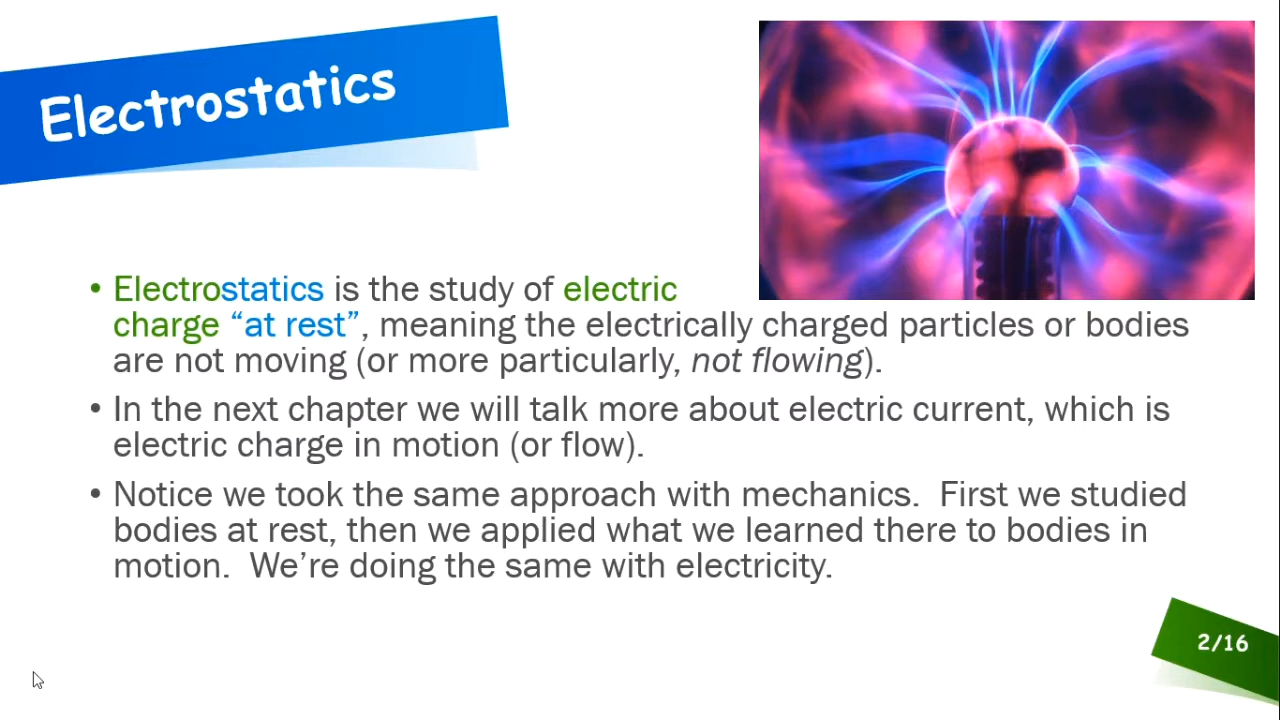 Electrostatics
• Electrostatics is the study of electric
charge “at rest”, meaning the electrically charged particles or bodies
are not moving (or more particularly, not flowing).
• In the next chapter we will talk more about electric current, which is
electric charge in motion (or flow).
• Notice we took the same approach with mechanics.  First we studied
bodies at rest, then we applied what we learned there to bodies in
motion.  We’re doing the same with electricity.
2/16